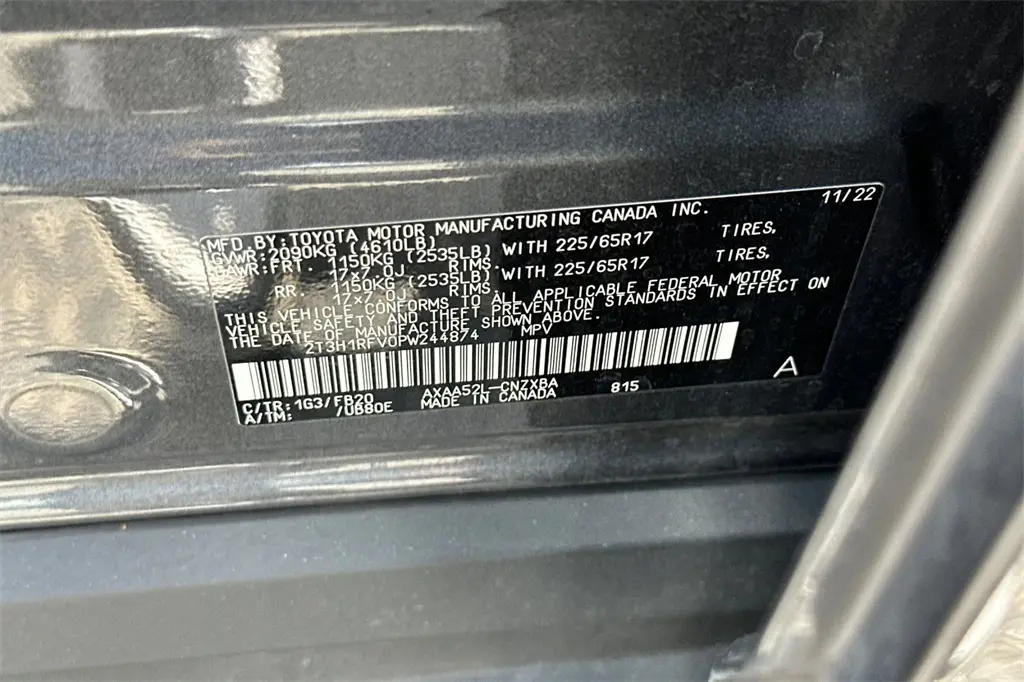 MFD.BY:TOYOTA MOTOR MANUFACTURING CANADA INC. 11/22
GVWR:2090KG (4610LB)
GAWR:FRT. 1150KG (2535LB) WITH 225/65R17 TIRES,
17x7.0J RIMS.
RR. 1150KG (2535LB) WITH 225/65R17 TIRES,
17x7.0J RIMS.
THIS VEHICLE CONFORMS TO ALL APPLICABLE FEDERAL MOTOR
VEHICLE SAFETY AND THEFT PREVENTION STANDARDS IN EFFECT ON
THE DATE OF MANUFACTURE SHOWN ABOVE.
2T3H1RFV0PW244874 MPV
C/TR:1G3/FB20 AXAA52L-CNZXBA 815 A
A/TM: /UB80E MADE IN CANADA